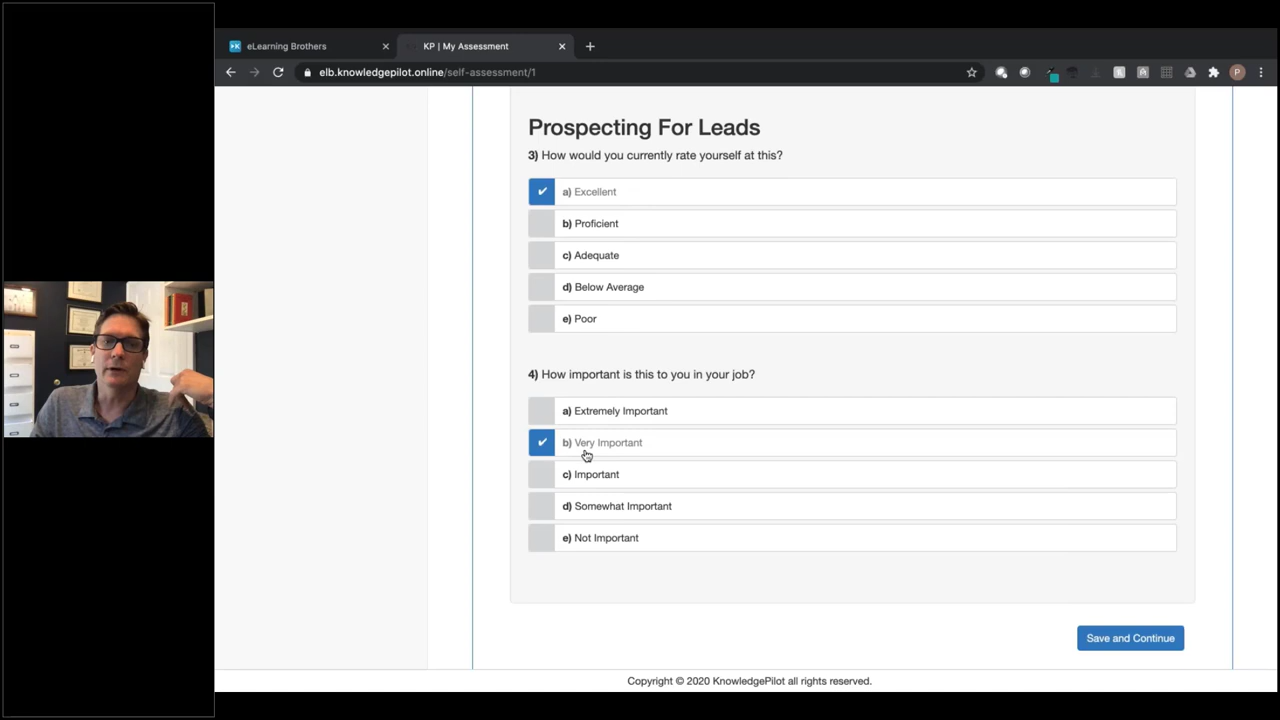 eLearning Brothers
KP | My Assessment
elb.knowledgepilot.online/self-assessment/1
P
Prospecting For Leads
3) How would you currently rate yourself at this?
a) Excellent
b) Proficient
c) Adequate
d) Below Average
e) Poor
4) How important is this to you in your job?
a) Extremely Important
b) Very Important
c) Important
d) Somewhat Important
e) Not Important
Save and Continue
Copyright © 2020 KnowledgePilot all rights reserved.